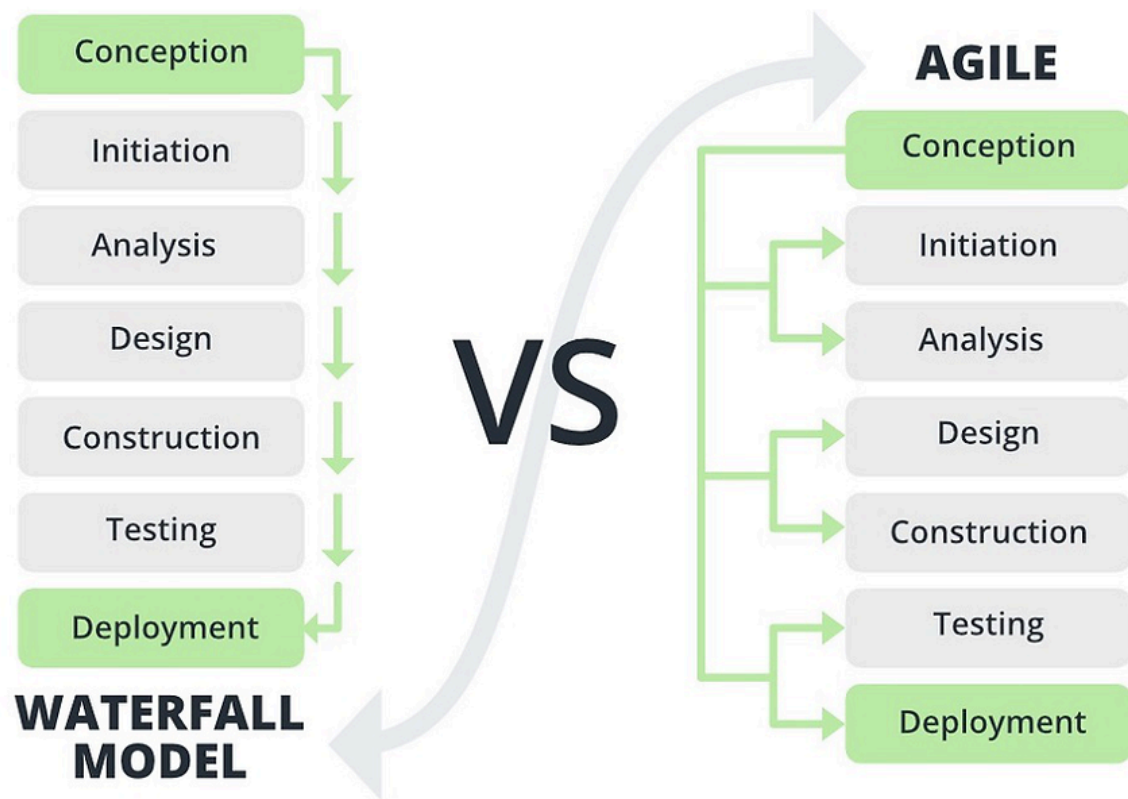 Conception
Initiation
Analysis
Design
Construction
Testing
Deployment
WATERFALL
MODEL
VS
AGILE
Conception
Initiation
Analysis
Design
Construction
Testing
Deployment